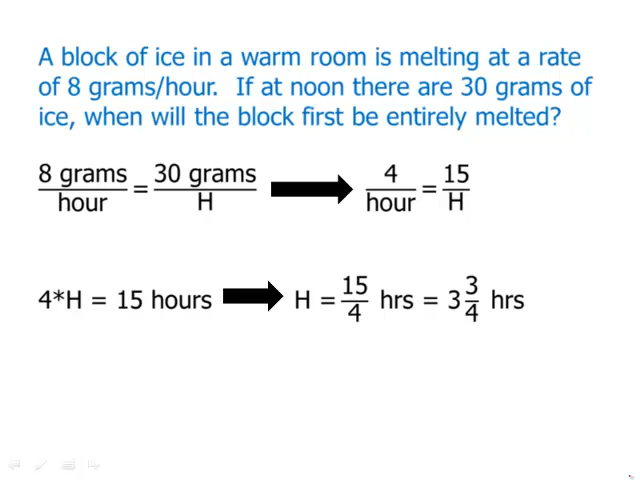 A block of ice in a warm room is melting at a rate
of 8 grams/hour.  If at noon there are 30 grams of
ice, when will the block first be entirely melted?
8 grams/hour = 30 grams/H 4/hour = 15/H
4*H = 15 hours H = 15/4 hrs = 3 3/4 hrs